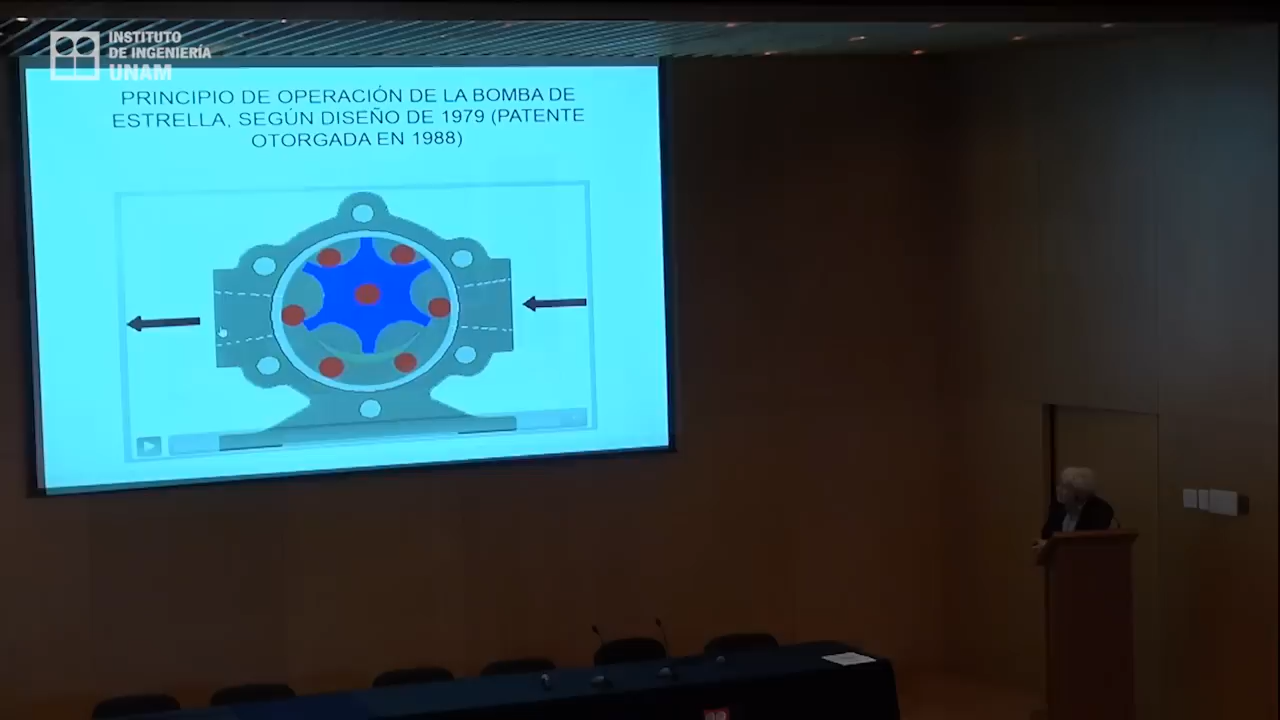 INSTITUTO
DE INGENIERÍA
UNAM
PRINCIPIO DE OPERACIÓN DE LA BOMBA DE
ESTRELLA, SEGÚN DISEÑO DE 1979 (PATENTE
OTORGADA EN 1988)